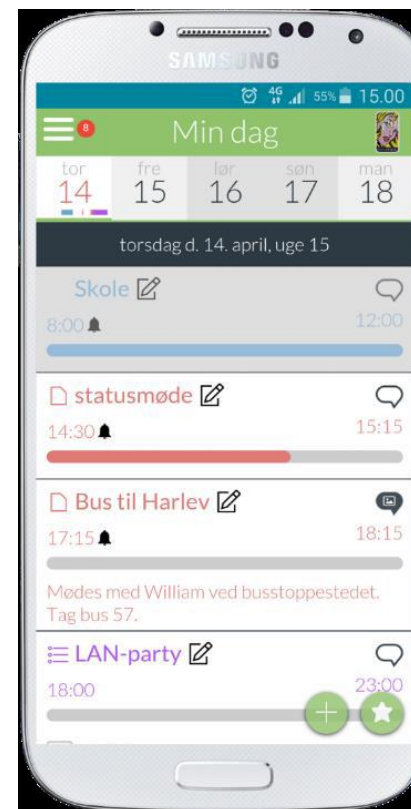 SAMSUNG
4G 55% 15.00
8 Min dag
tor fre lør søn man
14 15 16 17 18
torsdag d. 14. april, uge 15
Skole
8:00 12:00
statusmøde
14:30 15:15
Bus til Harlev
17:15 18:15
Mødes med William ved busstoppestedet.
Tag bus 57.
LAN-party
18:00 23:00